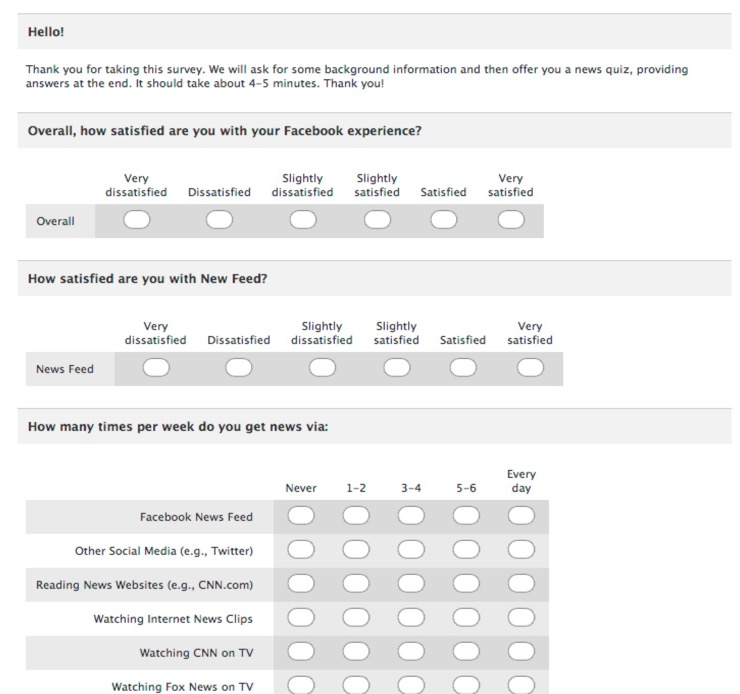 Hello!
Thank you for taking this survey. We will ask for some background information and then offer you a news quiz, providing
answers at the end. It should take about 4–5 minutes. Thank you!
Overall, how satisfied are you with your Facebook experience?
Very dissatisfied Dissatisfied Slightly dissatisfied Slightly satisfied Satisfied Very satisfied
Overall
How satisfied are you with New Feed?
Very dissatisfied Dissatisfied Slightly dissatisfied Slightly satisfied Satisfied Very satisfied
News Feed
How many times per week do you get news via:
Never 1–2 3–4 5–6 Every day
Facebook News Feed
Other Social Media (e.g., Twitter)
Reading News Websites (e.g., CNN.com)
Watching Internet News Clips
Watching CNN on TV
Watching Fox News on TV